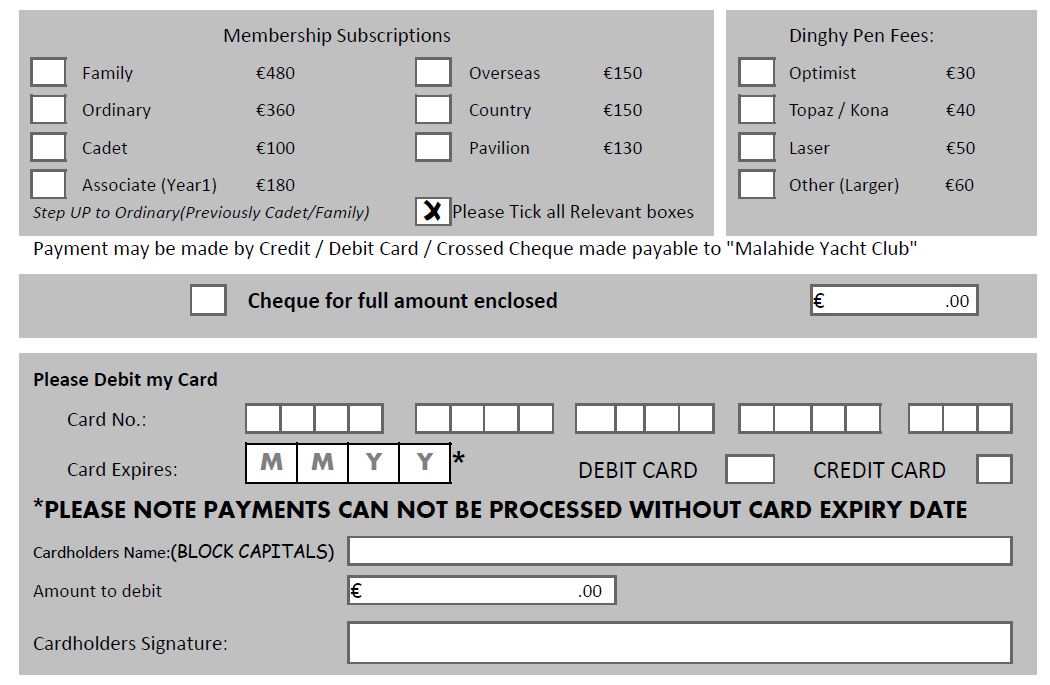 Membership Subscriptions
Dinghy Pen Fees:
Family €480 Overseas €150 Optimist €30
Ordinary €360 Country €150 Topaz / Kona €40
Cadet €100 Pavilion €130 Laser €50
Associate (Year1) €180 Other (Larger) €60
Step UP to Ordinary(Previously Cadet/Family) X Please Tick all Relevant boxes
Payment may be made by Credit / Debit Card / Crossed Cheque made payable to "Malahide Yacht Club"
Cheque for full amount enclosed € .00
Please Debit my Card
Card No.:
Card Expires: M M Y Y * DEBIT CARD CREDIT CARD
*PLEASE NOTE PAYMENTS CAN NOT BE PROCESSED WITHOUT CARD EXPIRY DATE
Cardholders Name:(BLOCK CAPITALS)
Amount to debit € .00
Cardholders Signature: